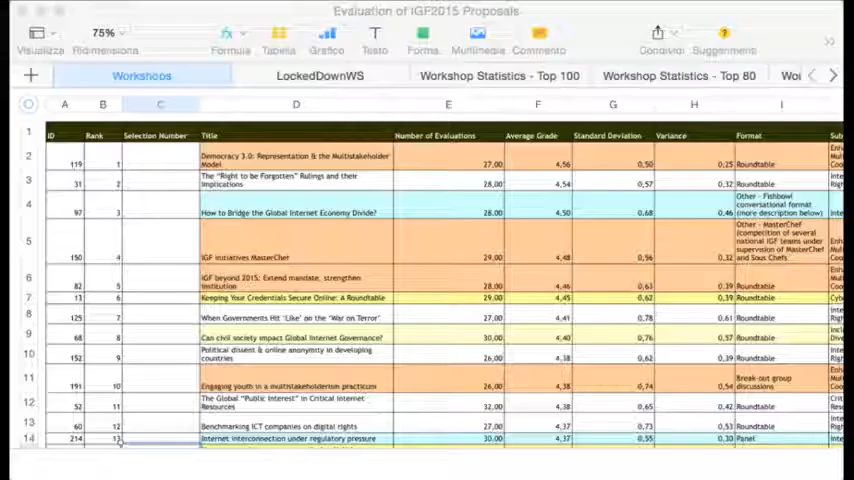 Evaluation of IGF2015 Proposals
75%
Visualizza Ridimensiona Formula Tabella Grafico Testo Forma Multimedia Commento Condividi Suggerimenti
Workshops LockedDownWS Workshop Statistics - Top 100 Workshop Statistics - Top 80
A B C D E F G H I
1 ID Rank Selection Number Title Number of Evaluations Average Grade Standard Deviation Variance Format
2 119 1 Democracy 3.0: Representation & the Multistakeholder Model 27,00 4,56 0,50 0,25 Roundtable
3 31 2 The "Right to be Forgotten" Rulings and their Implications 28,00 4,54 0,57 0,32 Roundtable
4 97 3 How to Bridge the Global Internet Economy Divide? 28,00 4,50 0,68 0,46 Other - Fishbowl conversational format (more description below)
5 150 4 IGF initiatives MasterChef 29,00 4,48 0,56 0,32 Other - MasterChef (competition of several national IGF teams under supervision of MasterChef and Sous Chefs
6 82 5 IGF beyond 2015: Extend mandate, strengthen institution 28,00 4,46 0,63 0,39 Roundtable
7 13 6 Keeping Your Credentials Secure Online: A Roundtable 29,00 4,45 0,62 0,39 Roundtable
8 125 7 When Governments Hit 'Like' on the 'War on Terror' 27,00 4,41 0,78 0,61 Roundtable
9 68 8 Can civil society impact Global Internet Governance? 30,00 4,40 0,76 0,57 Roundtable
10 152 9 Political dissent & online anonymity in developing countries 26,00 4,38 0,62 0,39 Roundtable
11 191 10 Engaging youth in a multistakeholderism practicum 26,00 4,38 0,74 0,54 Break-out group discussions
12 52 11 The Global "Public Interest" in Critical Internet Resources 32,00 4,38 0,65 0,42 Roundtable
13 60 12 Benchmarking ICT companies on digital rights 27,00 4,37 0,73 0,53 Roundtable
14 214 13 Internet interconnection under regulatory pressure 30,00 4,37 0,55 0,30 Panel